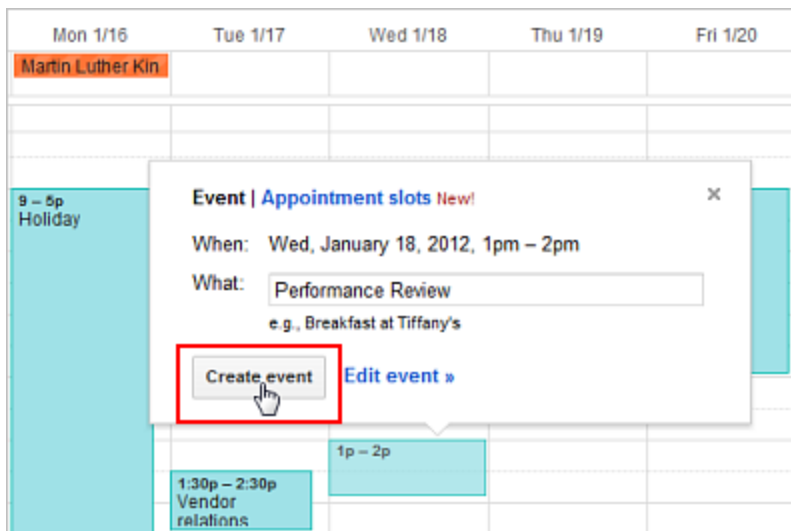 Mon 1/16 Tue 1/17 Wed 1/18 Thu 1/19 Fri 1/20
Martin Luther Kin
9 – 5p
Holiday
Event | Appointment slots New! ×
When: Wed, January 18, 2012, 1pm – 2pm
What: Performance Review
e.g., Breakfast at Tiffany's
Create event Edit event »
1p – 2p
1:30p – 2:30p
Vendor
relations